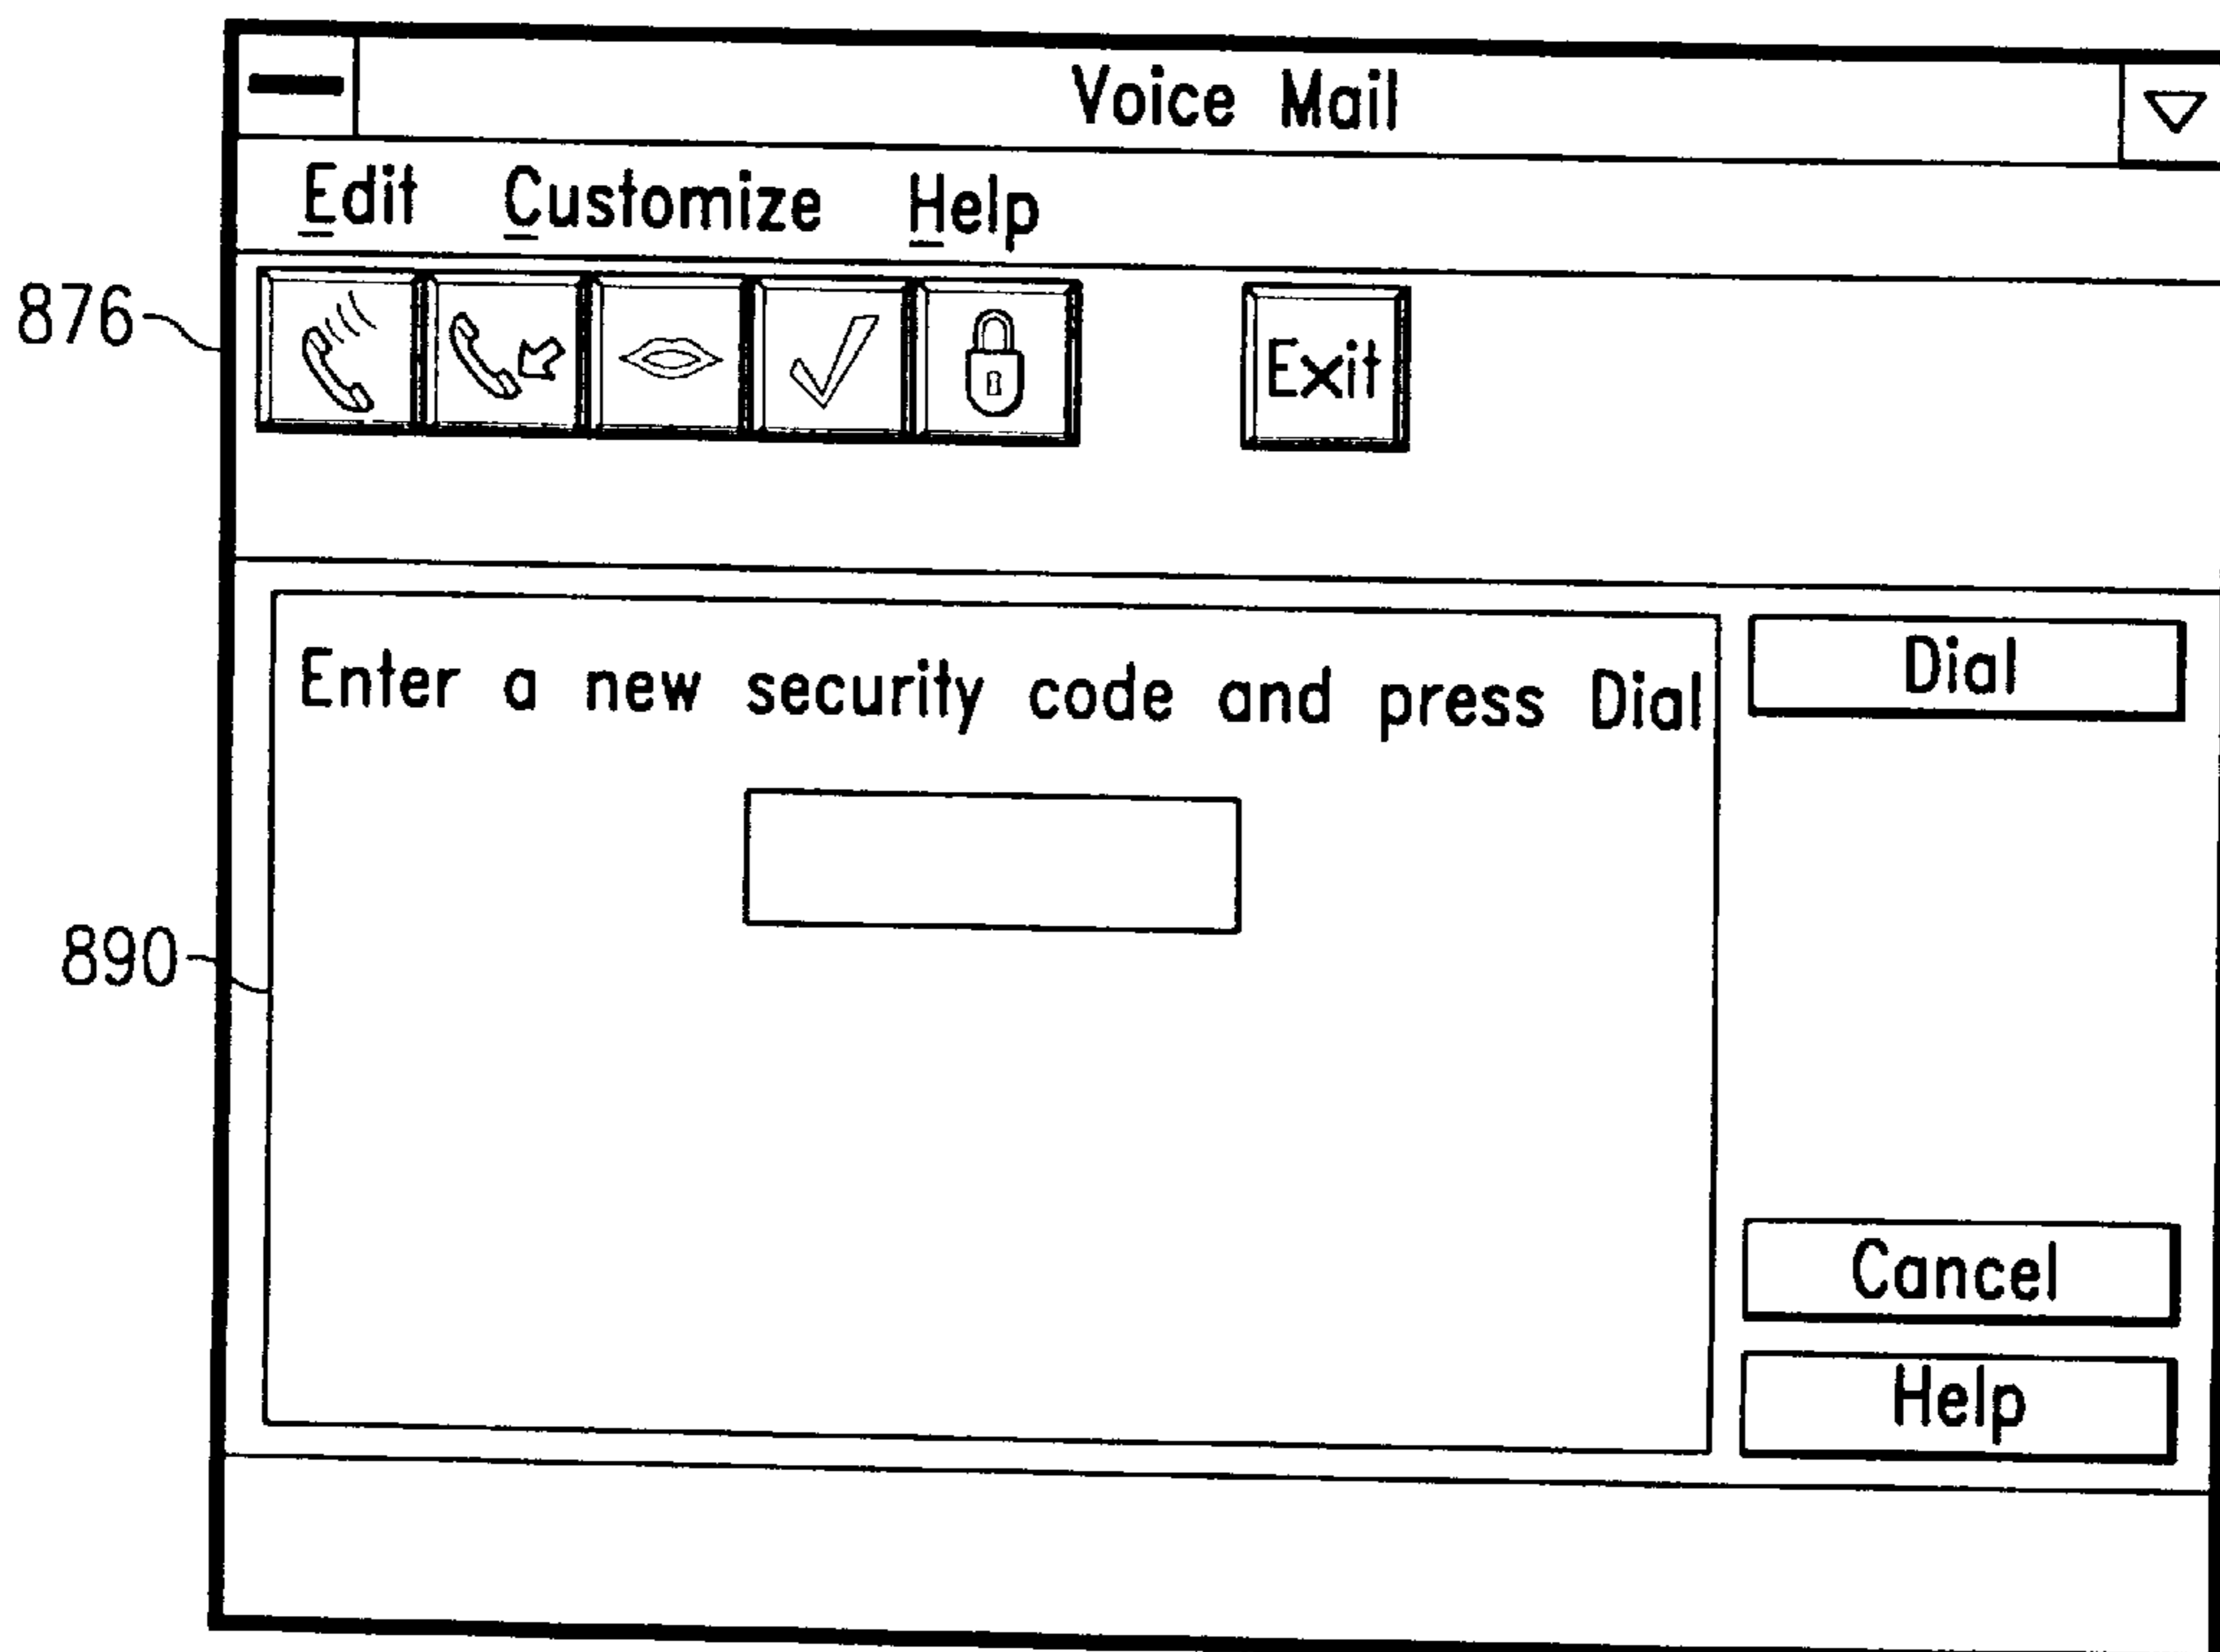 Voice Mail
Edit Customize Help
876
Exit
Enter a new security code and press Dial
Dial
890
Cancel
Help